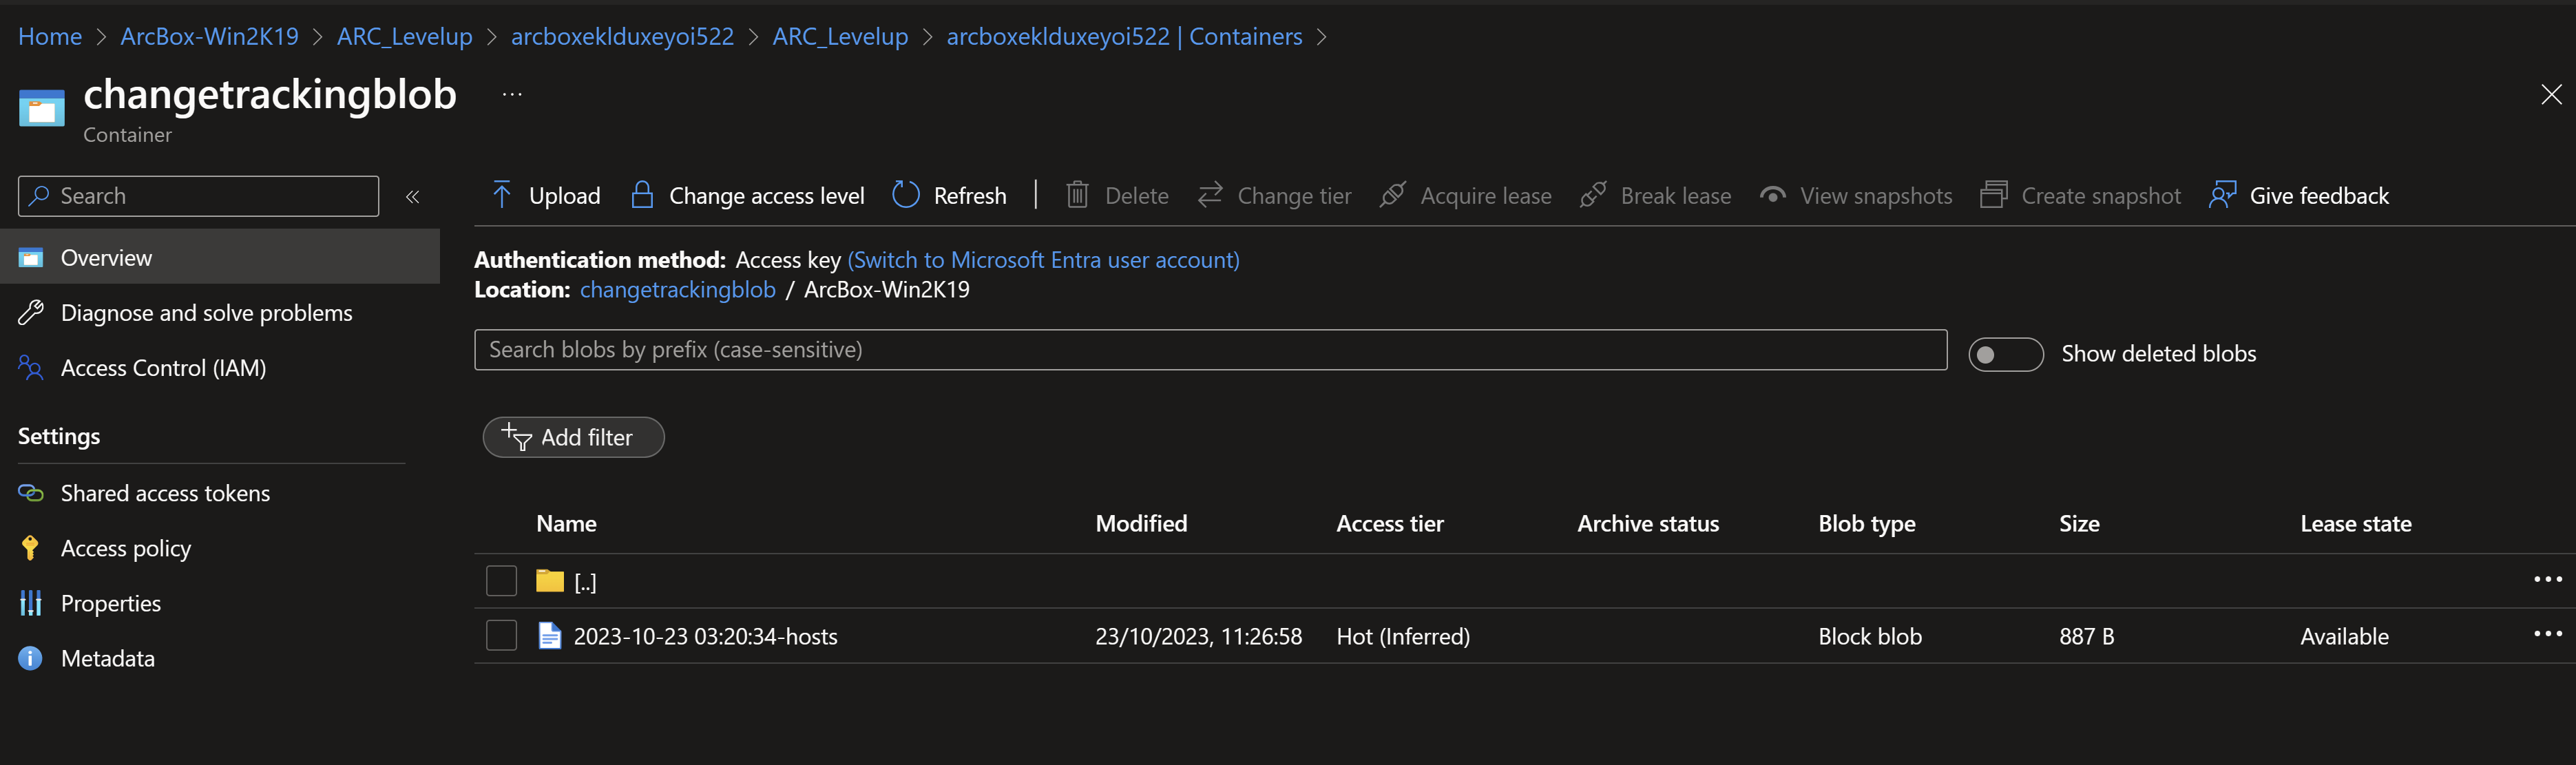 Home > ArcBox-Win2K19 > ARC_Levelup > arcboxeklduxeyoi522 > ARC_Levelup > arcboxeklduxeyoi522 | Containers >
changetrackingblob ...
Container
Search «
Upload Change access level Refresh | Delete Change tier Acquire lease Break lease View snapshots Create snapshot Give feedback
Overview
Diagnose and solve problems
Access Control (IAM)
Settings
Shared access tokens
Access policy
Properties
Metadata
Authentication method: Access key (Switch to Microsoft Entra user account)
Location: changetrackingblob / ArcBox-Win2K19
Search blobs by prefix (case-sensitive) Show deleted blobs
Add filter
Name Modified Access tier Archive status Blob type Size Lease state
[..] ...
2023-10-23 03:20:34-hosts 23/10/2023, 11:26:58 Hot (Inferred) Block blob 887 B Available ...